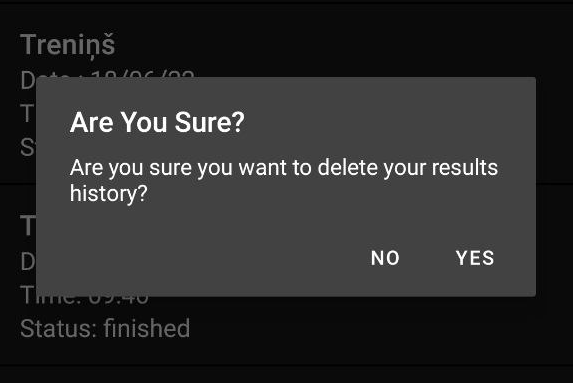 Treniņš
Are You Sure?
Are you sure you want to delete your results
history?
NO YES
Time: 09:40
Status: finished